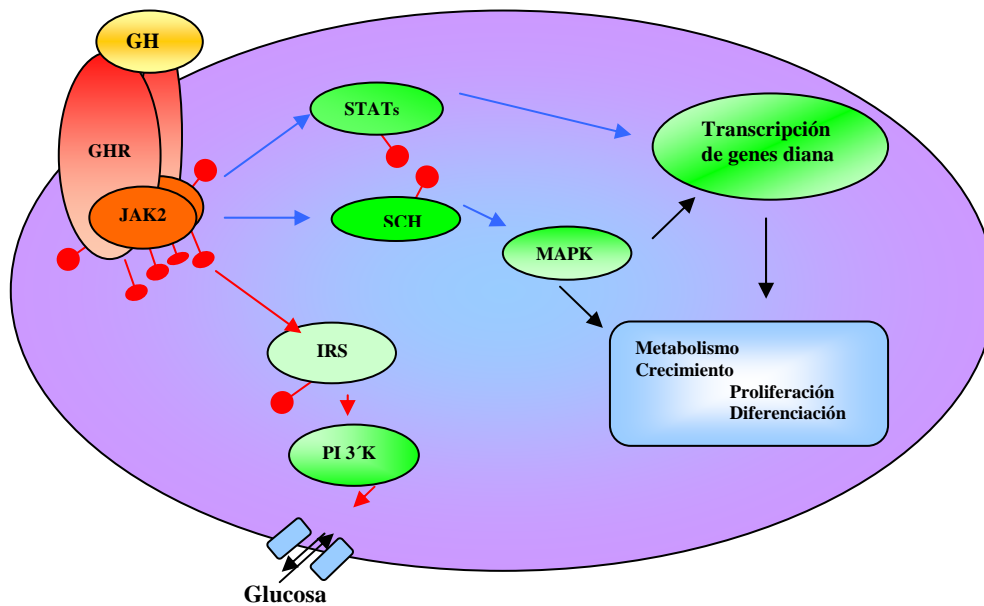 GH
STATs
Transcripción
de genes diana
GHR
JAK2
SCH
MAPK
IRS
Metabolismo
Crecimiento
Proliferación
Diferenciación
PI 3´K
Glucosa